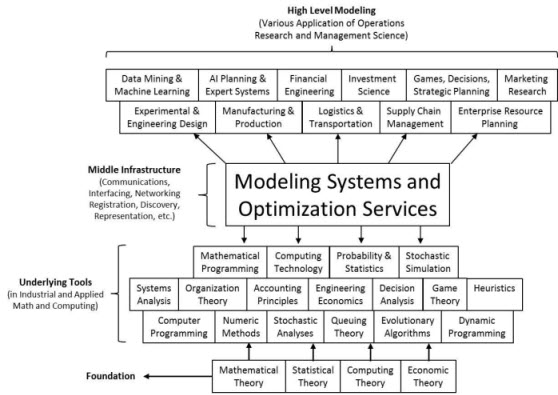 High Level Modeling
(Various Application of Operations
Research and Management Science)
Data Mining &
Machine Learning
AI Planning &
Expert Systems
Financial
Engineering
Investment
Science
Games, Decisions,
Strategic Planning
Marketing
Research
Experimental &
Engineering Design
Manufacturing &
Production
Logistics &
Transportation
Supply Chain
Management
Enterprise Resource
Planning
Middle Infrastructure
(Communications,
Interfacing, Networking
Registration, Discovery,
Representation, etc.)
Modeling Systems and
Optimization Services
Mathematical
Programming
Computing
Technology
Probability &
Statistics
Stochastic
Simulation
Underlying Tools
(in Industrial and Applied
Math and Computing)
Systems
Analysis
Organization
Theory
Accounting
Principles
Engineering
Economics
Decision
Analysis
Game
Theory
Heuristics
Computer
Programming
Numeric
Methods
Stochastic
Analyses
Queuing
Theory
Evolutionary
Algorithms
Dynamic
Programming
Foundation
Mathematical
Theory
Statistical
Theory
Computing
Theory
Economic
Theory